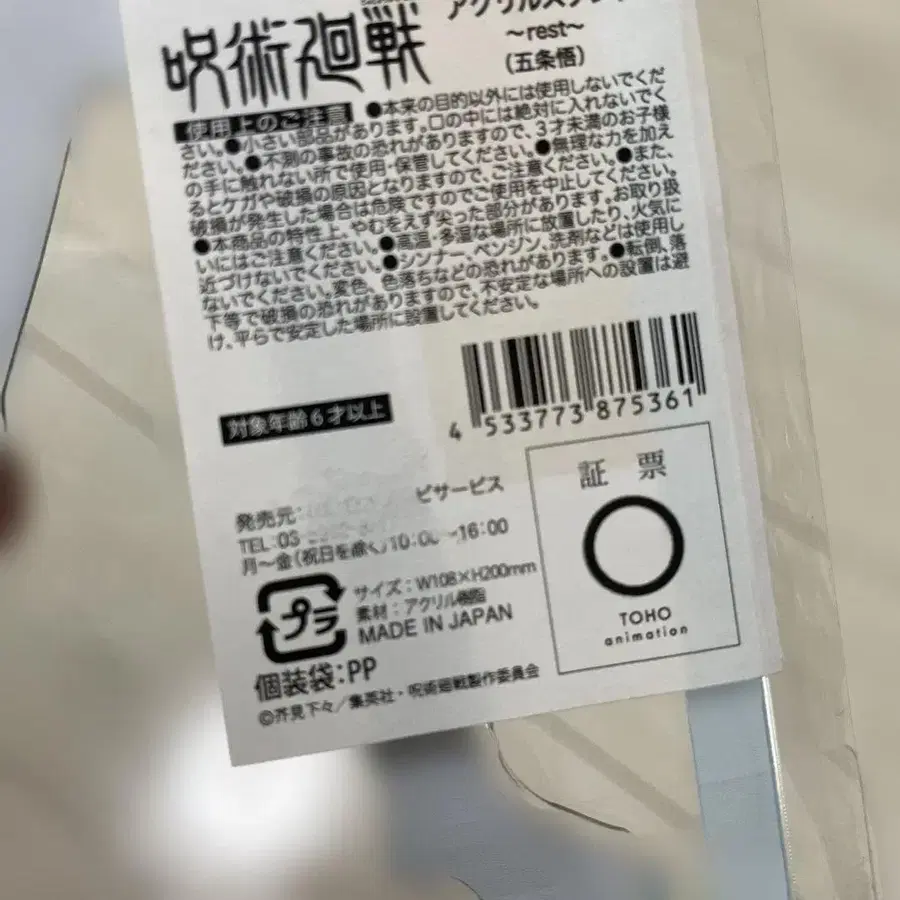 呪術廻戦
~rest~
(五条悟)
使用上のご注意 ●本来の目的以外には使用しないでくだ
さい。●小さい部品があります。口の中には絶対に入れないでく
ださい。●不測の事故の恐れがありますので、3才未満のお子様
の手に触れない所で使用・保管してください。●無理な力を加え
るとケガや破損の原因となりますので、ご注意ください。●また、
破損が発生した場合は危険ですのでご使用を中止してください。
●本商品の特性上、やむをえず尖った部分があります。お取り扱
いにはご注意ください。●高温・多湿な場所に放置したり、火気に
近づけないでください。●シンナー、ベンジン、洗剤などは使用し
ないでください。変色、色落ちなどの恐れがあります。●転倒、落
下等で破損の恐れがありますので、不安定な場所への設置は避
け、平らで安定した場所に設置してください。
4 533773 875361
対象年齢6才以上
発売元:
ビサービス
TEL:03
月~金(祝日を除く)10:00~16:00
プラ
サイズ:W108×H200mm
素材:アクリル樹脂
MADE IN JAPAN
個装袋:PP
©芥見下々/集英社・呪術廻戦製作委員会
証票
TOHO
animation